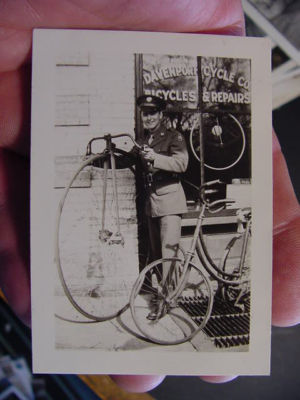 DAVENPORT CYCLE CO.
BICYCLES & REPAIRS